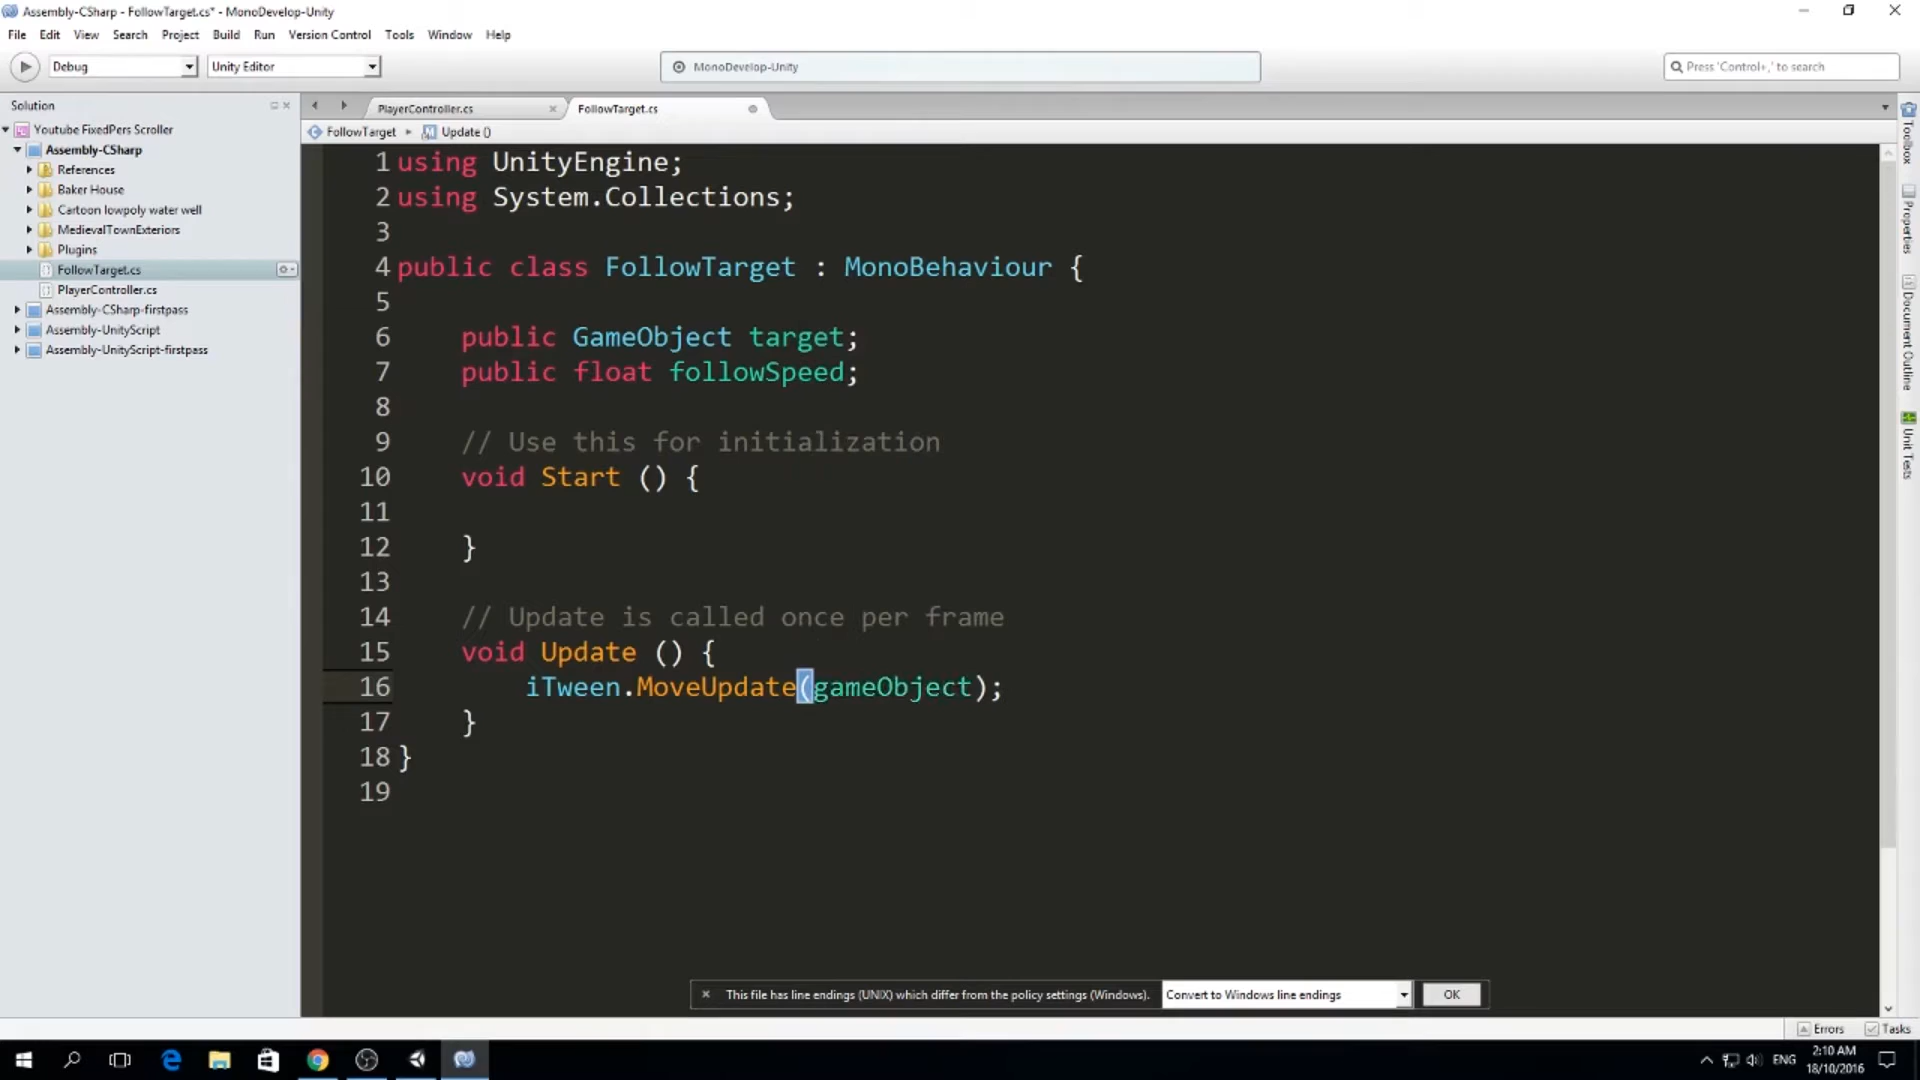 Assembly-CSharp - FollowTarget.cs* - MonoDevelop-Unity
File Edit View Search Project Build Run Version Control Tools Window Help
Debug Unity Editor MonoDevelop-Unity Press 'Control+,' to search
Solution
Youtube FixedPers Scroller
Assembly-CSharp
References
Baker House
Cartoon lowpoly water well
MedievalTownExteriors
Plugins
FollowTarget.cs
PlayerController.cs
Assembly-CSharp-firstpass
Assembly-UnityScript
Assembly-UnityScript-firstpass
PlayerController.cs FollowTarget.cs
FollowTarget Update ()
1 using UnityEngine;
2 using System.Collections;
3
4 public class FollowTarget : MonoBehaviour {
5
6 public GameObject target;
7 public float followSpeed;
8
9 // Use this for initialization
10 void Start () {
11
12 }
13
14 // Update is called once per frame
15 void Update () {
16 iTween.MoveUpdate(gameObject);
17 }
18 }
19
Toolbox
Properties
Document Outline
Unit Tests
This file has line endings (UNIX) which differ from the policy settings (Windows). Convert to Windows line endings OK
Errors Tasks
ENG
2:10 AM
18/10/2016